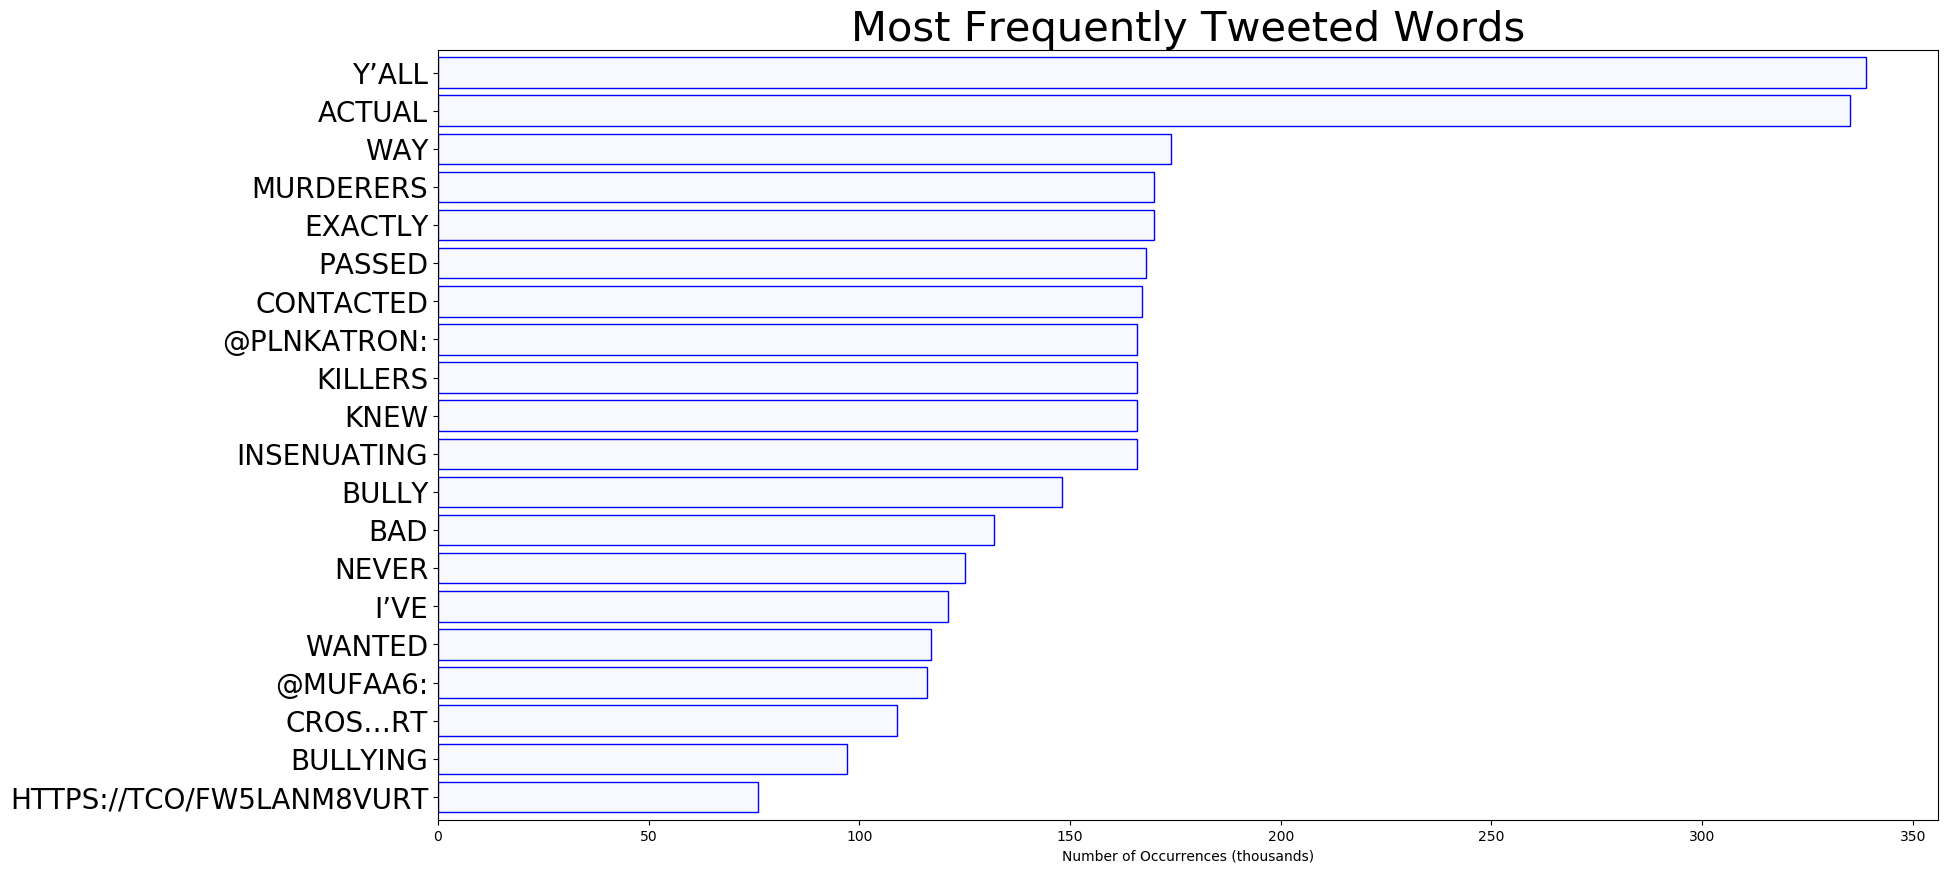 Most Frequently Tweeted Words
Y’ALL
ACTUAL
WAY
MURDERERS
EXACTLY
PASSED
CONTACTED
@PLNKATRON:
KILLERS
KNEW
INSENUATING
BULLY
BAD
NEVER
I’VE
WANTED
@MUFAA6:
CROS…RT
BULLYING
HTTPS://TCO/FW5LANM8VURT
0 50 100 150 200 250 300 350
Number of Occurrences (thousands)